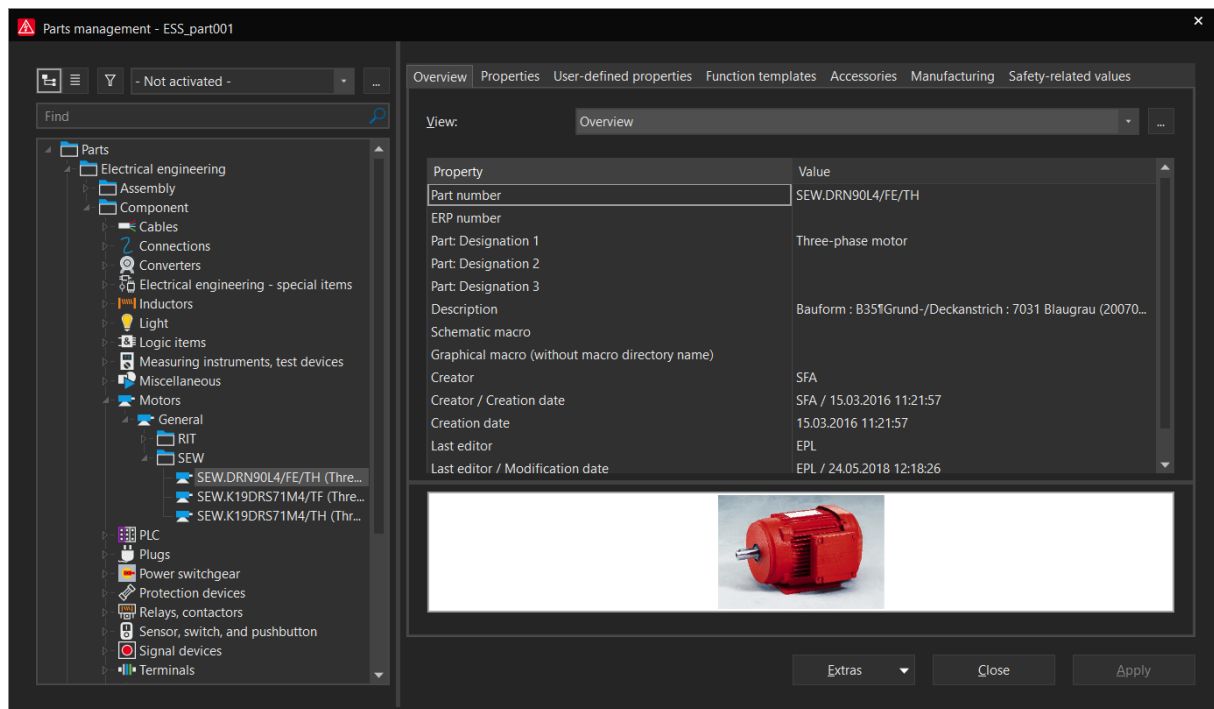 Parts management - ESS_part001
- Not activated -
...
Find
Parts
Electrical engineering
Assembly
Component
Cables
Connections
Converters
Electrical engineering - special items
Inductors
Light
Logic items
Measuring instruments, test devices
Miscellaneous
Motors
General
RIT
SEW
SEW.DRN90L4/FE/TH (Thre...
SEW.K19DRS71M4/TF (Thre...
SEW.K19DRS71M4/TH (Thr...
PLC
Plugs
Power switchgear
Protection devices
Relays, contactors
Sensor, switch, and pushbutton
Signal devices
Terminals
Overview Properties User-defined properties Function templates Accessories Manufacturing Safety-related values
View: Overview ...
Property Value
Part number SEW.DRN90L4/FE/TH
ERP number
Part: Designation 1 Three-phase motor
Part: Designation 2
Part: Designation 3
Description Bauform : B35¶Grund-/Deckanstrich : 7031 Blaugrau (20070...
Schematic macro
Graphical macro (without macro directory name)
Creator SFA
Creator / Creation date SFA / 15.03.2016 11:21:57
Creation date 15.03.2016 11:21:57
Last editor EPL
Last editor / Modification date EPL / 24.05.2018 12:18:26
Extras Close Apply